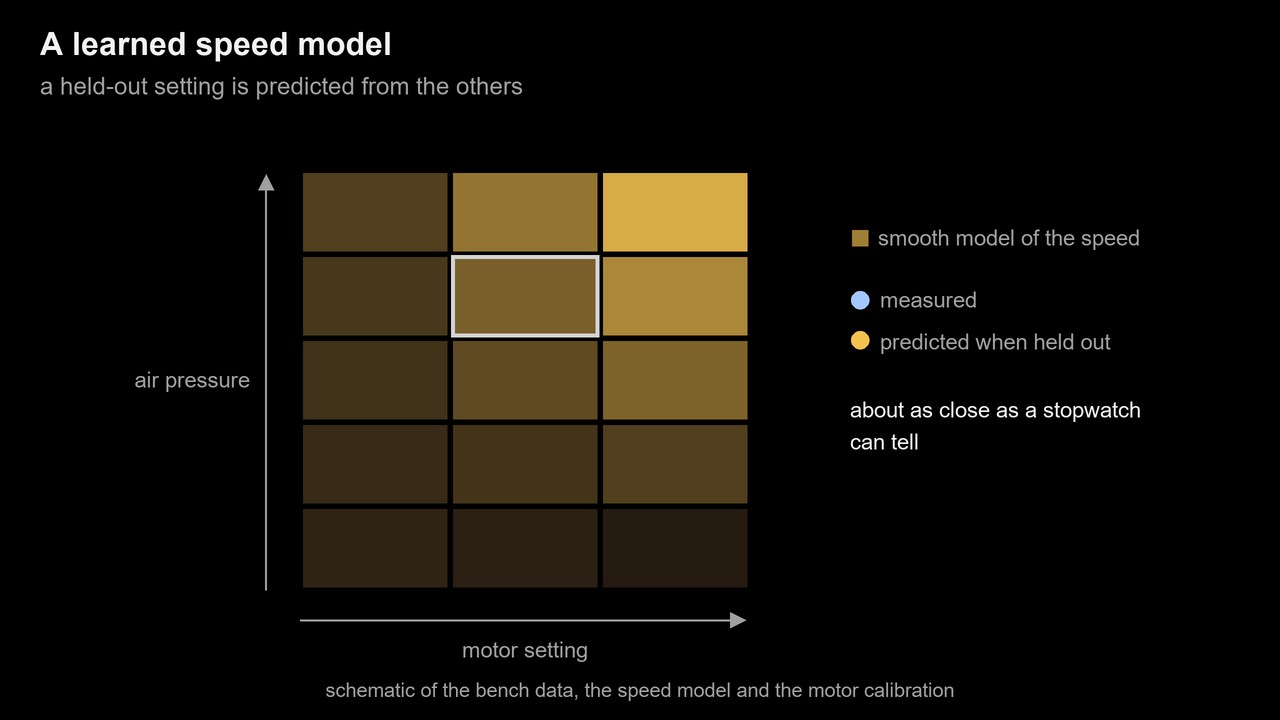 A learned speed model
a held-out setting is predicted from the others
smooth model of the speed
measured
predicted when held out
about as close as a stopwatch
can tell
air pressure
motor setting
schematic of the bench data, the speed model and the motor calibration